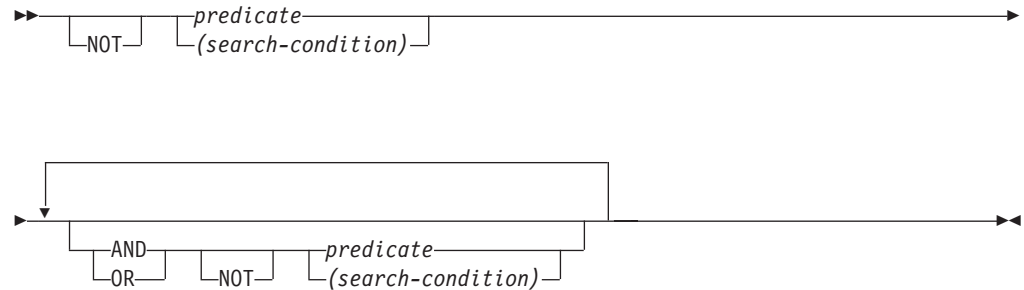 predicate
NOT (search-condition)
AND predicate
OR NOT (search-condition)